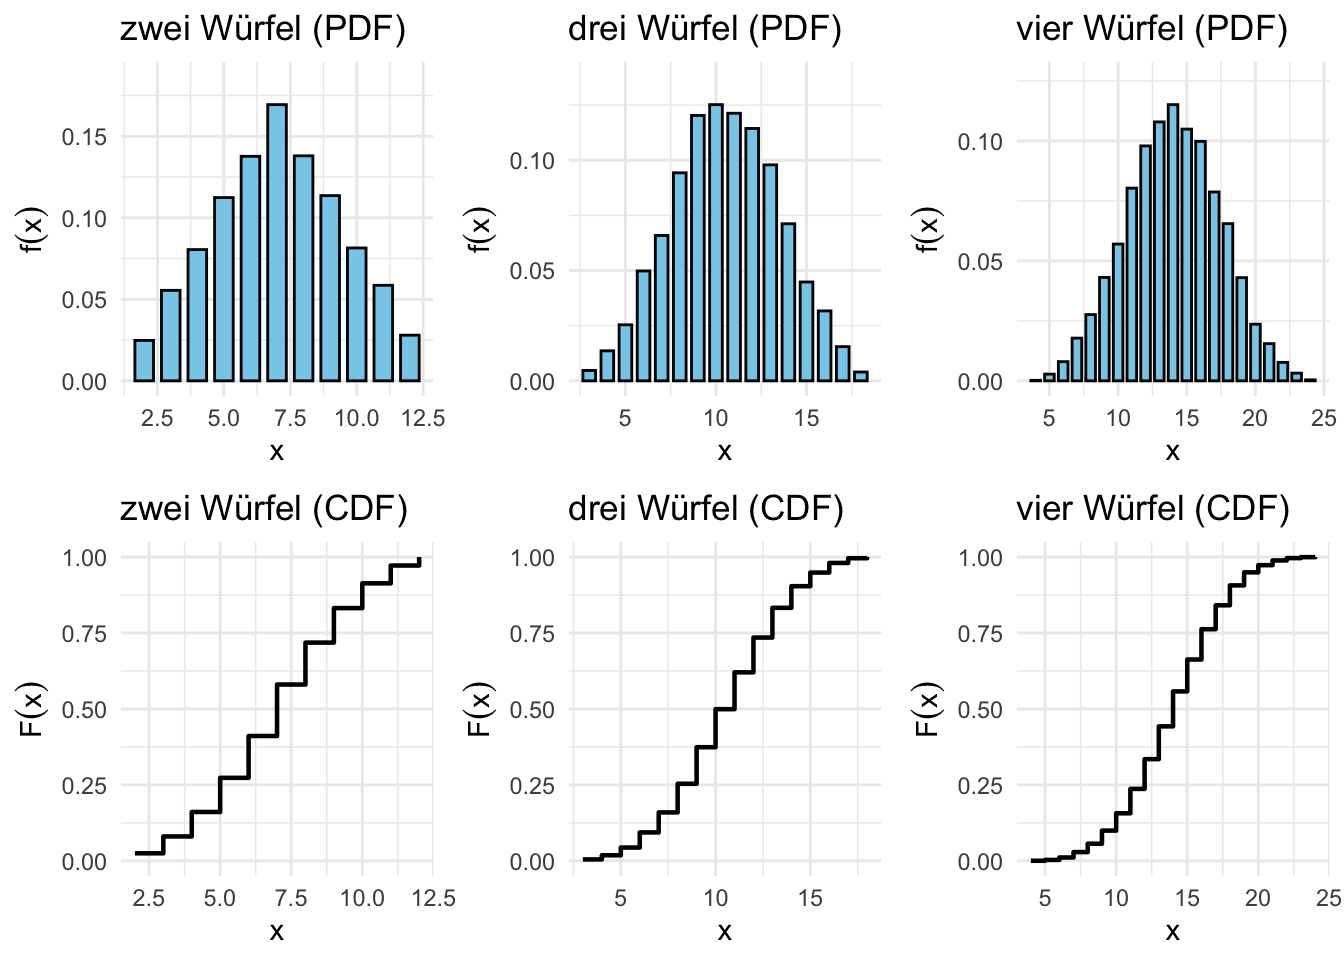 zwei Würfel (PDF)
f(x)
0.15
0.10
0.05
0.00
2.5 5.0 7.5 10.0 12.5
x
drei Würfel (PDF)
f(x)
0.10
0.05
0.00
5 10 15
x
vier Würfel (PDF)
f(x)
0.10
0.05
0.00
5 10 15 20 25
x
zwei Würfel (CDF)
F(x)
1.00
0.75
0.50
0.25
0.00
2.5 5.0 7.5 10.0 12.5
x
drei Würfel (CDF)
F(x)
1.00
0.75
0.50
0.25
0.00
5 10 15
x
vier Würfel (CDF)
F(x)
1.00
0.75
0.50
0.25
0.00
5 10 15 20 25
x